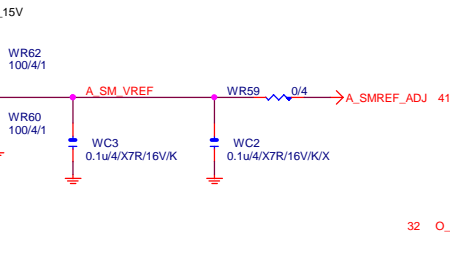 _15V
WR62
100/4/1
A_SM_VREF
WR59 0/4
A_SMREF_ADJ 41
WR60
100/4/1
WC3
0.1u/4/X7R/16V/K
WC2
0.1u/4/X7R/16V/K/X
32 O_